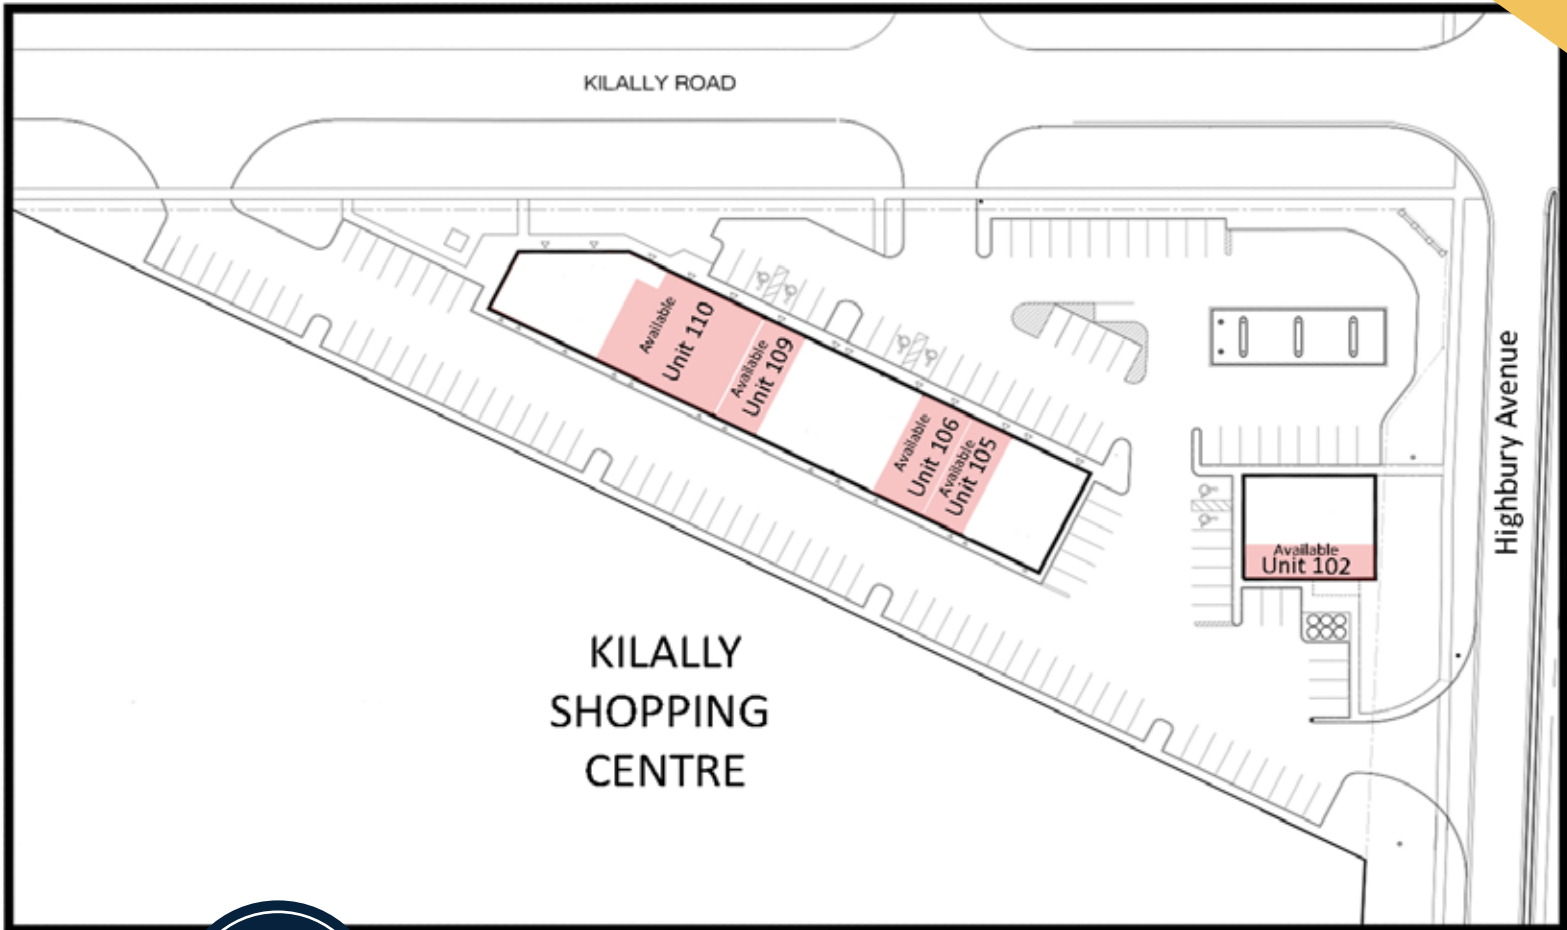 KILALLY ROAD
Available
Unit 110
Available
Unit 109
Available
Unit 106
Available
Unit 105
Highbury Avenue
Available
Unit 102
KILALLY
SHOPPING
CENTRE